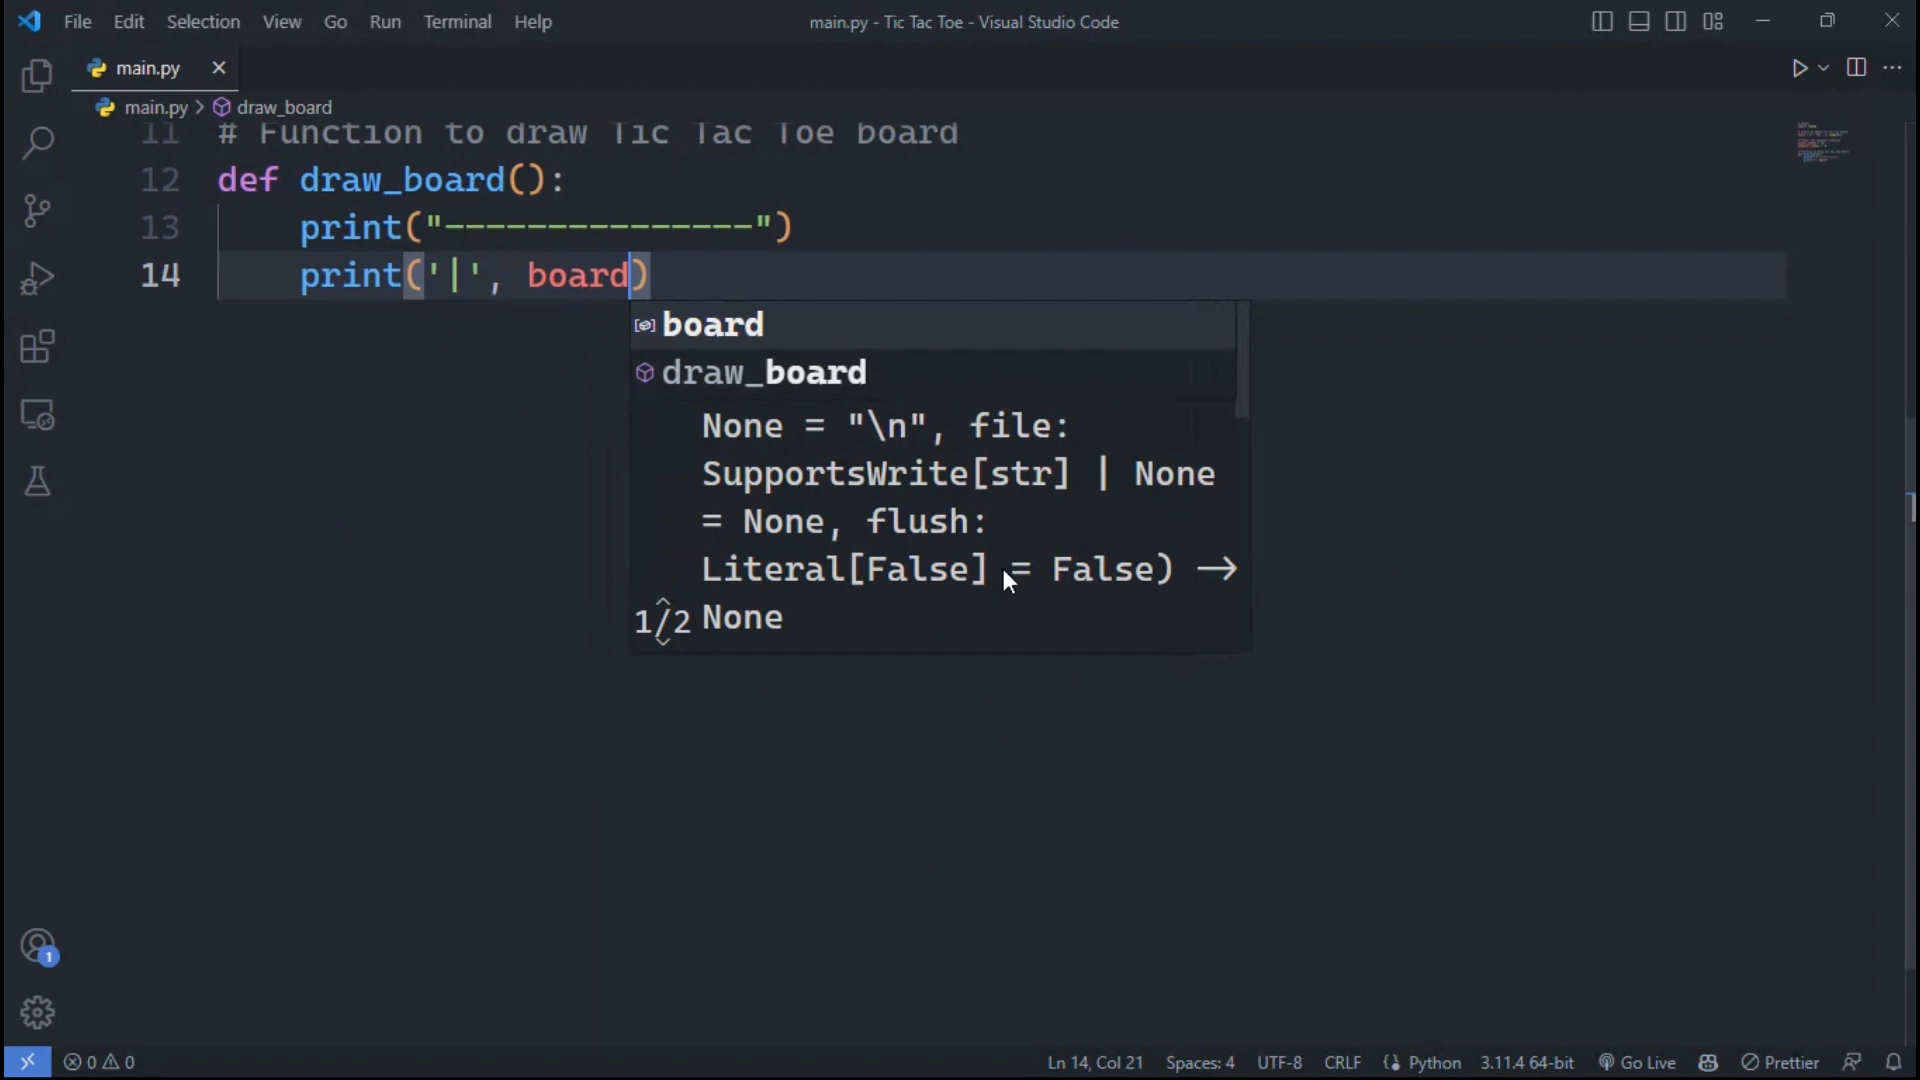 File Edit Selection View Go Run Terminal Help
main.py - Tic Tac Toe - Visual Studio Code
main.py
main.py > draw_board
11 # Function to draw Tic Tac Toe board
12 def draw_board():
13 print("---------------")
14 print('|', board)
board
draw_board
None = "\n", file:
SupportsWrite[str] | None
= None, flush:
Literal[False] = False) →
1/2 None
1
0 0
Ln 14, Col 21 Spaces: 4 UTF-8 CRLF Python 3.11.4 64-bit Go Live Prettier